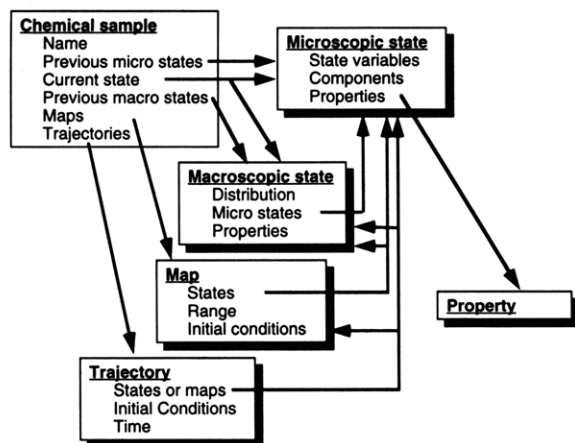 Chemical sample
Name
Previous micro states
Current state
Previous macro states
Maps
Trajectories
Microscopic state
State variables
Components
Properties
Macroscopic state
Distribution
Micro states
Properties
Map
States
Range
Initial conditions
Property
Trajectory
States or maps
Initial Conditions
Time